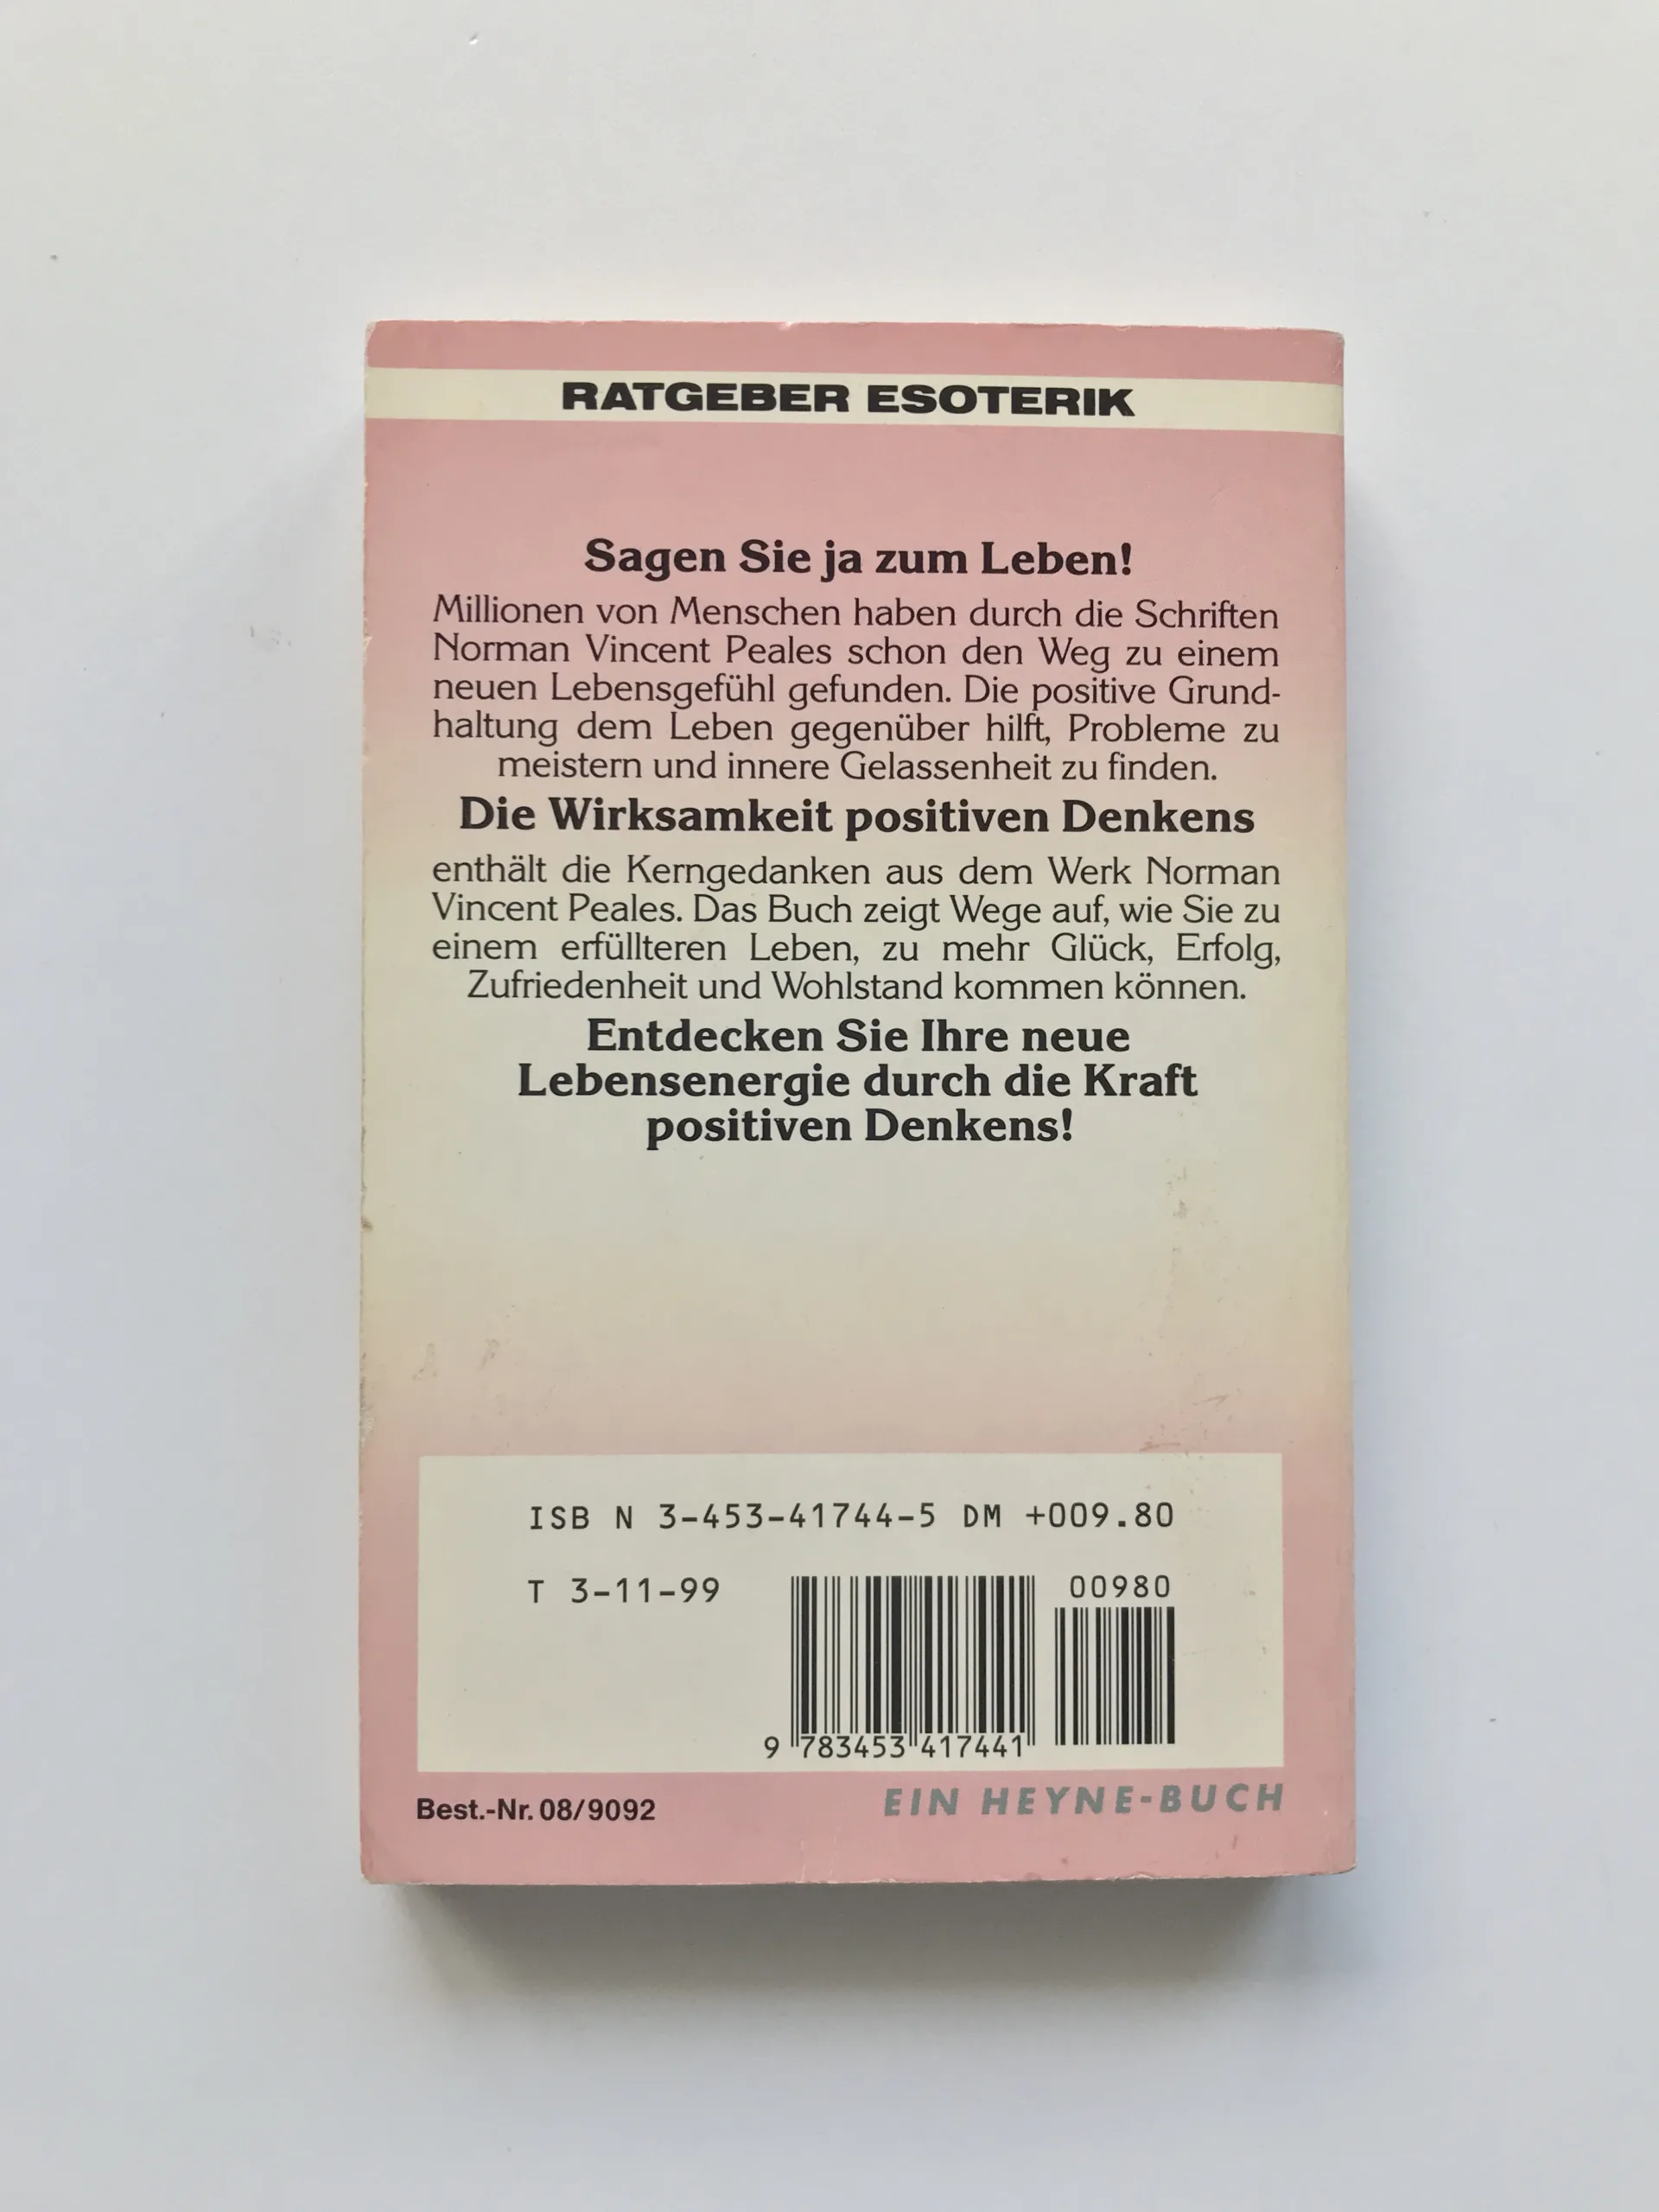 RATGEBER ESOTERIK
Sagen Sie ja zum Leben!
Millionen von Menschen haben durch die Schriften
Norman Vincent Peales schon den Weg zu einem
neuen Lebensgefühl gefunden. Die positive Grund-
haltung dem Leben gegenüber hilft, Probleme zu
meistern und innere Gelassenheit zu finden.
Die Wirksamkeit positiven Denkens
enthält die Kerngedanken aus dem Werk Norman
Vincent Peales. Das Buch zeigt Wege auf, wie Sie zu
einem erfüllteren Leben, zu mehr Glück, Erfolg,
Zufriedenheit und Wohlstand kommen können.
Entdecken Sie Ihre neue
Lebensenergie durch die Kraft
positiven Denkens!
ISB N 3-453-41744-5 DM +009.80
T 3-11-99
00980
9 783453 417441
Best.-Nr. 08/9092
EIN HEYNE-BUCH